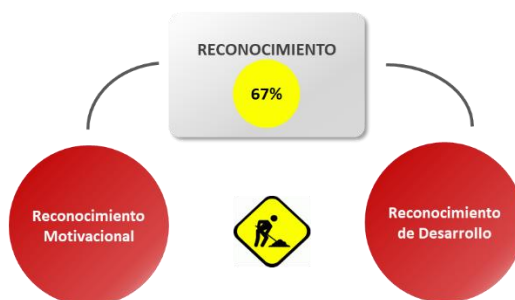 RECONOCIMIENTO
67%
Reconocimiento
Motivacional
Reconocimiento
de Desarrollo